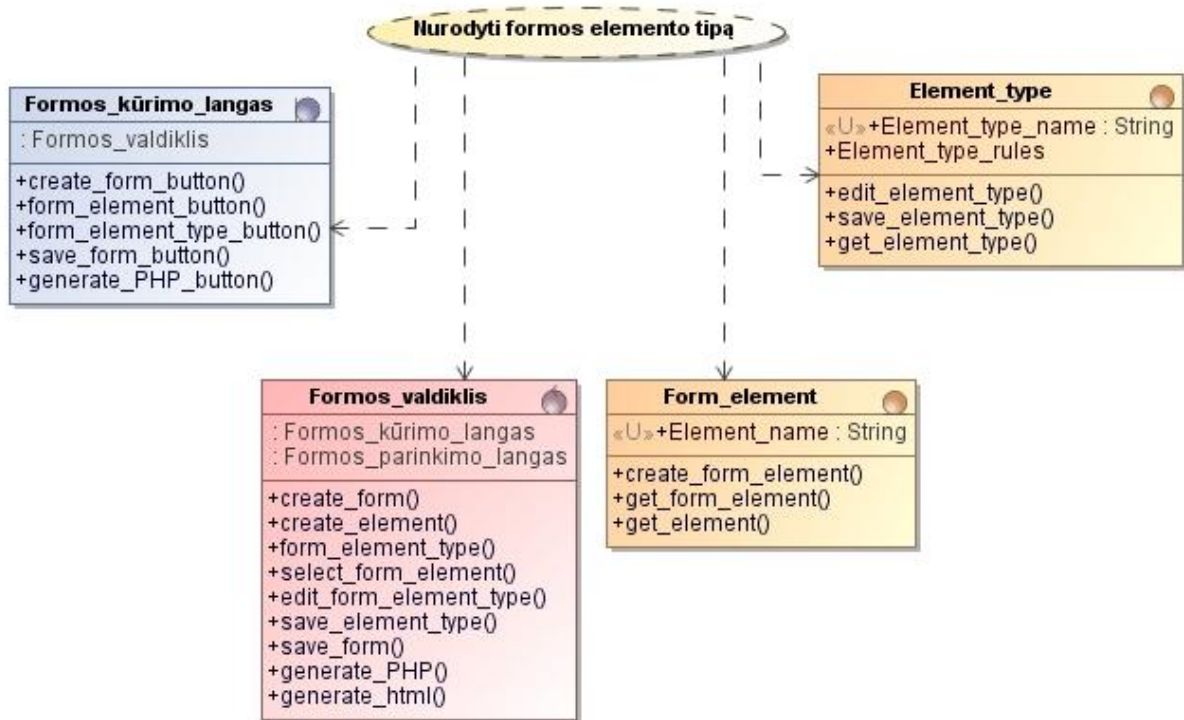 Nurodyti formos elemento tipą
Formos_kūrimo_langas
: Formos_valdiklis
+create_form_button()
+form_element_button()
+form_element_type_button()
+save_form_button()
+generate_PHP_button()
Element_type
«U»+Element_type_name : String
+Element_type_rules
+edit_element_type()
+save_element_type()
+get_element_type()
Formos_valdiklis
: Formos_kūrimo_langas
: Formos_parinkimo_langas
+create_form()
+create_element()
+form_element_type()
+select_form_element()
+edit_form_element_type()
+save_element_type()
+save_form()
+generate_PHP()
+generate_html()
Form_element
«U»+Element_name : String
+create_form_element()
+get_form_element()
+get_element()